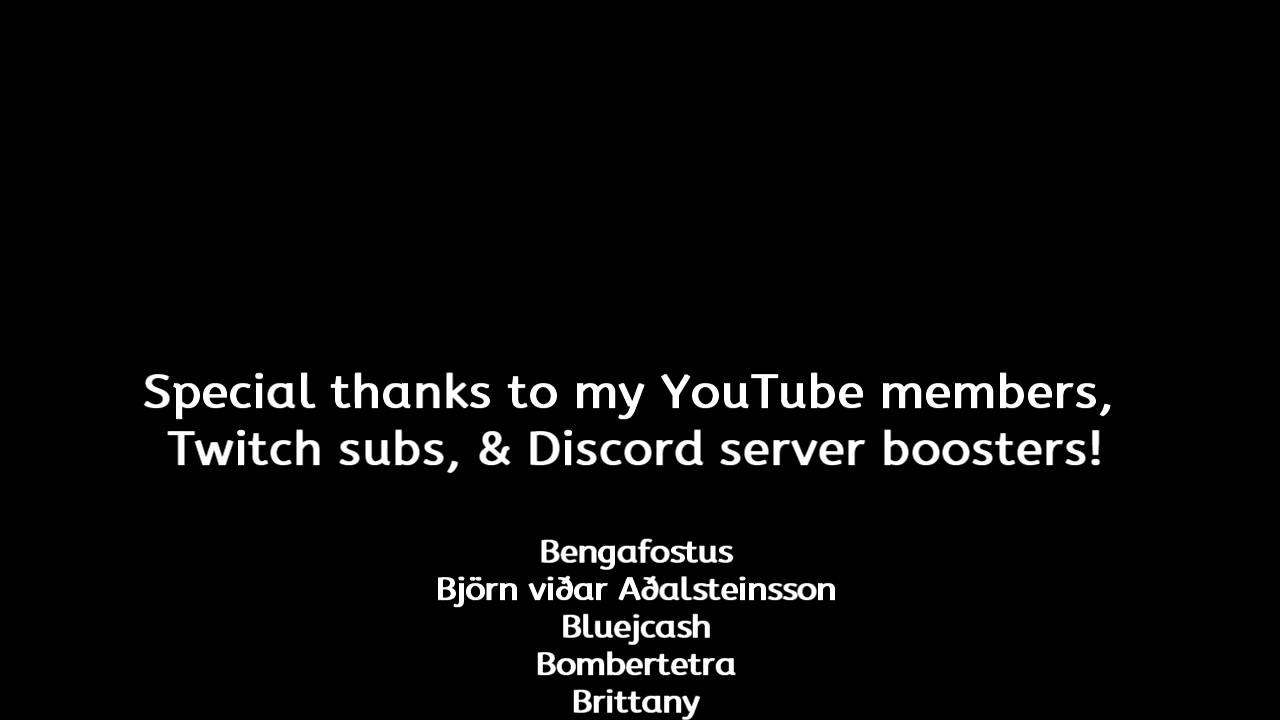 Special thanks to my YouTube members,
Twitch subs, & Discord server boosters!
Bengafostus
Björn viðar Aðalsteinsson
Bluejcash
Bombertetra
Brittany